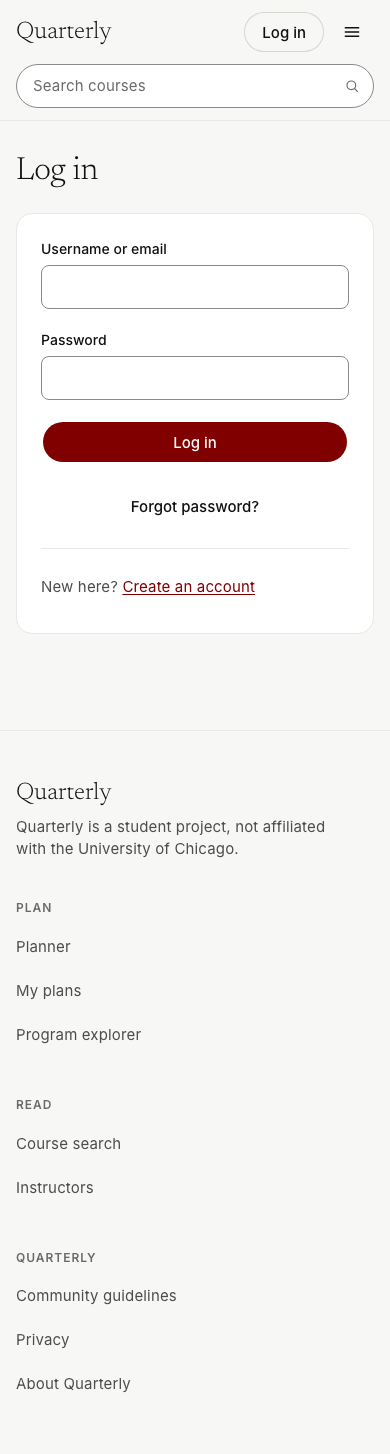 Quarterly
Log in
Search courses
Log in
Username or email
Password
Log in
Forgot password?
New here? Create an account
Quarterly
Quarterly is a student project, not affiliated
with the University of Chicago.
PLAN
Planner
My plans
Program explorer
READ
Course search
Instructors
QUARTERLY
Community guidelines
Privacy
About Quarterly